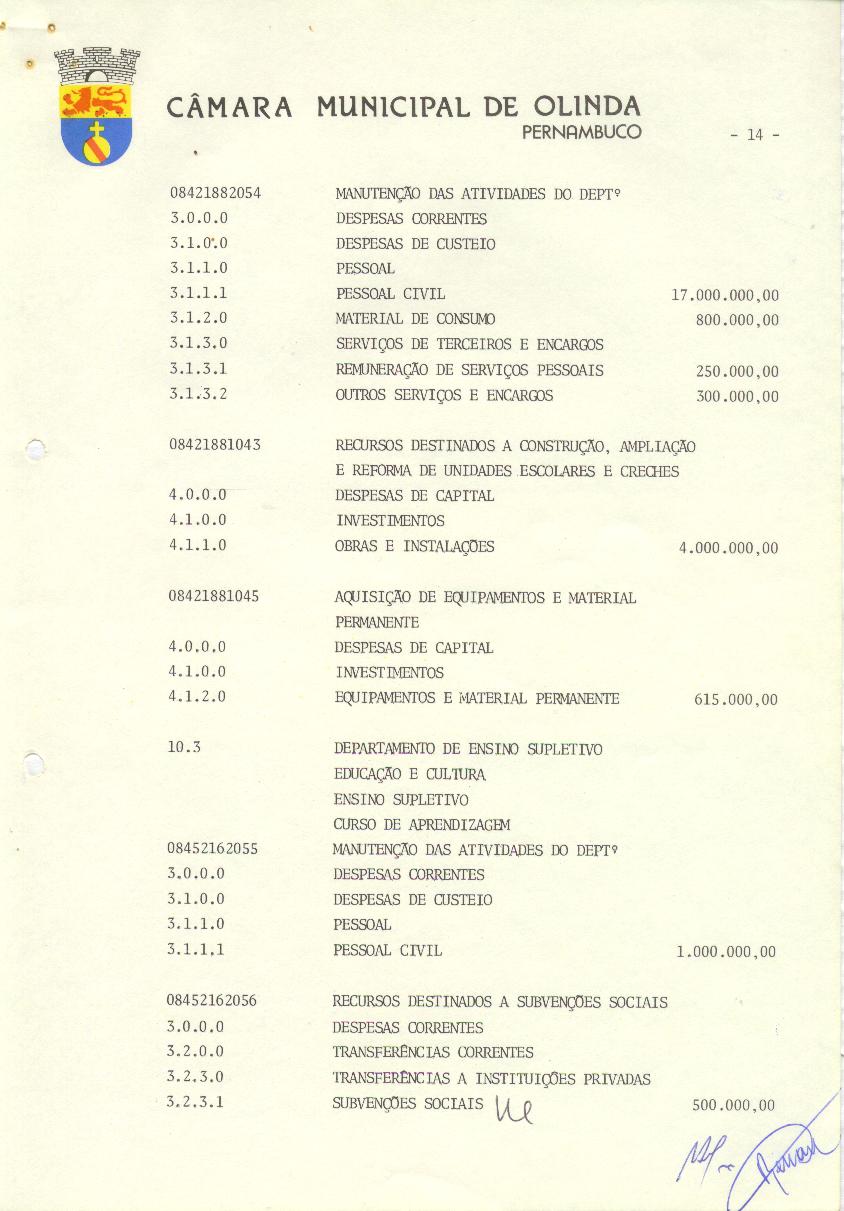 CÂMARA MUNICIPAL DE OLINDA
PERNAMBUCO
- 14 -
08421882054 MANUTENÇÃO DAS ATIVIDADES DO DEPTº
3.0.0.0 DESPESAS CORRENTES
3.1.0.0 DESPESAS DE CUSTEIO
3.1.1.0 PESSOAL
3.1.1.1 PESSOAL CIVIL 17.000.000,00
3.1.2.0 MATERIAL DE CONSUMO 800.000,00
3.1.3.0 SERVIÇOS DE TERCEIROS E ENCARGOS
3.1.3.1 REMUNERAÇÃO DE SERVIÇOS PESSOAIS 250.000,00
3.1.3.2 OUTROS SERVIÇOS E ENCARGOS 300.000,00
08421881043 RECURSOS DESTINADOS A CONSTRUÇÃO, AMPLIAÇÃO
E REFORMA DE UNIDADES ESCOLARES E CRECHES
4.0.0.0 DESPESAS DE CAPITAL
4.1.0.0 INVESTIMENTOS
4.1.1.0 OBRAS E INSTALAÇÕES 4.000.000,00
08421881045 AQUISIÇÃO DE EQUIPAMENTOS E MATERIAL
PERMANENTE
4.0.0.0 DESPESAS DE CAPITAL
4.1.0.0 INVESTIMENTOS
4.1.2.0 EQUIPAMENTOS E MATERIAL PERMANENTE 615.000,00
10.3 DEPARTAMENTO DE ENSINO SUPLETIVO
EDUCAÇÃO E CULTURA
ENSINO SUPLETIVO
CURSO DE APRENDIZAGEM
08452162055 MANUTENÇÃO DAS ATIVIDADES DO DEPTº
3.0.0.0 DESPESAS CORRENTES
3.1.0.0 DESPESAS DE CUSTEIO
3.1.1.0 PESSOAL
3.1.1.1 PESSOAL CIVIL 1.000.000,00
08452162056 RECURSOS DESTINADOS A SUBVENÇÕES SOCIAIS
3.0.0.0 DESPESAS CORRENTES
3.2.0.0 TRANSFERÊNCIAS CORRENTES
3.2.3.0 TRANSFERÊNCIAS A INSTITUIÇÕES PRIVADAS
3.2.3.1 SUBVENÇÕES SOCIAIS 500.000,00